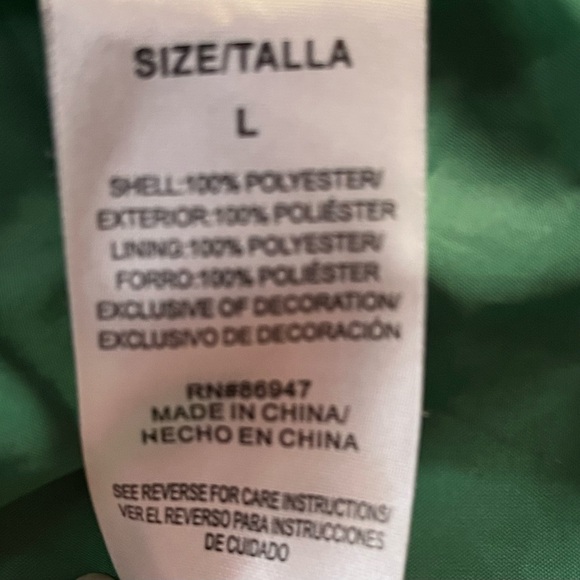 SIZE/TALLA
L
SHELL:100% POLYESTER/
EXTERIOR:100% POLIÉSTER
LINING:100% POLYESTER/
FORRO:100% POLIÉSTER
EXCLUSIVE OF DECORATION/
EXCLUSIVO DE DECORACIÓN
RN#86947
MADE IN CHINA/
HECHO EN CHINA
SEE REVERSE FOR CARE INSTRUCTIONS/
VER EL REVERSO PARA INSTRUCCIONES
DE CUIDADO